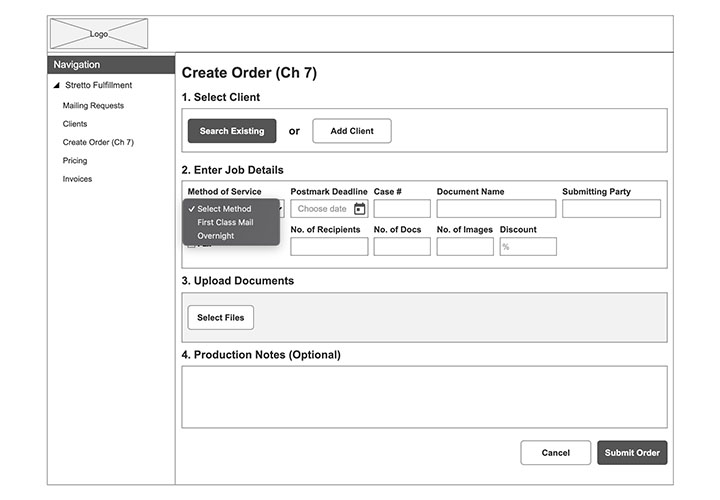 Logo
Navigation
Stretto Fulfillment
Mailing Requests
Clients
Create Order (Ch 7)
Pricing
Invoices
Create Order (Ch 7)
1. Select Client
Search Existing or Add Client
2. Enter Job Details
Method of Service Postmark Deadline Case # Document Name Submitting Party
✓ Select Method Choose date
First Class Mail
Overnight
No. of Recipients No. of Docs No. of Images Discount
%
3. Upload Documents
Select Files
4. Production Notes (Optional)
Cancel Submit Order